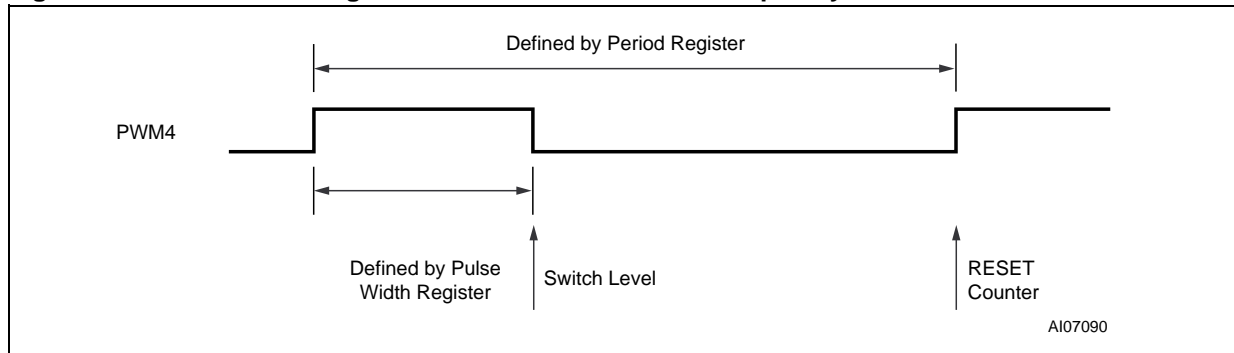 Defined by Period Register
PWM4
Defined by Pulse
Width Register
Switch Level
RESET
Counter
AI07090